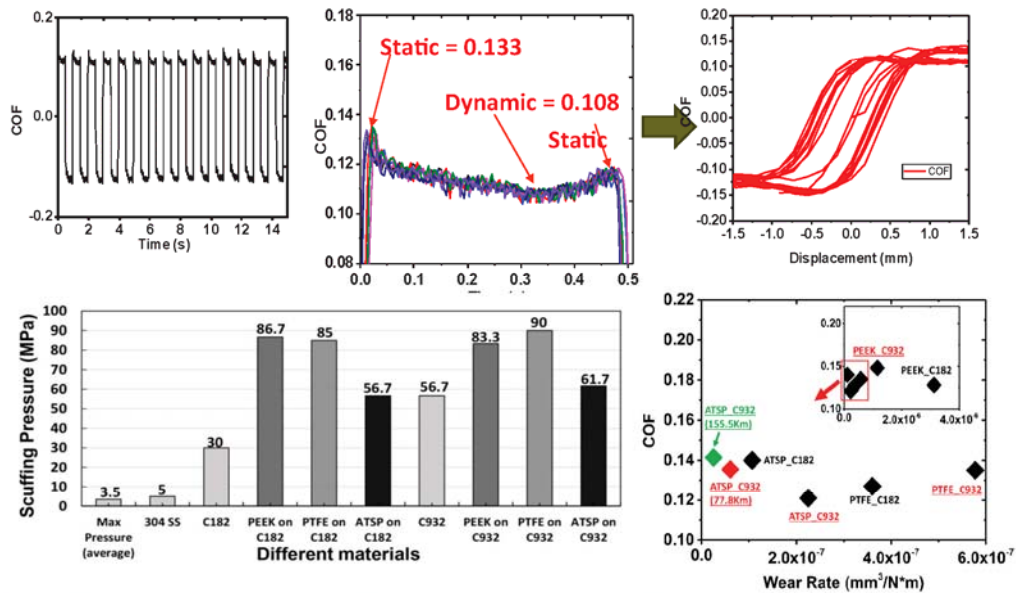 0.2
0.0
-0.2
COF
0 2 4 6 8 10 12 14
Time (s)
0.18
0.16
0.14
0.12
0.10
0.08
COF
Static = 0.133
Dynamic = 0.108
Static
0.0 0.1 0.2 0.3 0.4 0.5
0.20
0.15
0.10
0.05
0.00
-0.05
-0.10
-0.15
-0.20
COF
COF
-1.5 -1.0 -0.5 0.0 0.5 1.0 1.5
Displacement (mm)
Scuffing Pressure (MPa)
100
90
80
70
60
50
40
30
20
10
0
3.5 5 30 86.7 85 56.7 56.7 83.3 90 61.7
Max Pressure (average)
304 SS
C182
PEEK on C182
PTFE on C182
ATSP on C182
C932
PEEK on C932
PTFE on C932
ATSP on C932
Different materials
0.22
0.20
0.18
0.16
0.14
0.12
0.10
COF
0.20
0.15
0.10
PEEK_C932
PEEK_C182
0.0 2.0x10⁻⁶ 4.0x10⁻⁶
ATSP_C932
(155.5Km)
ATSP_C182
ATSP_C932
(77.8Km)
ATSP_C932
PTFE_C182
PTFE_C932
0.0 2.0x10⁻⁷ 4.0x10⁻⁷ 6.0x10⁻⁷
Wear Rate (mm³/N*m)